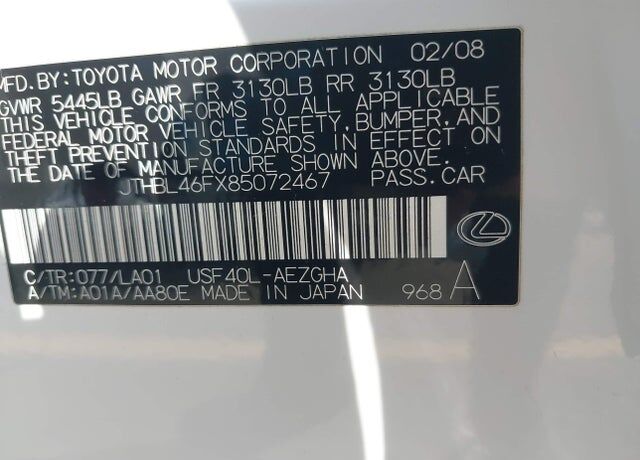 MFD.BY:TOYOTA MOTOR CORPORATION 02/08
GVWR 5445LB GAWR FR 3130LB RR 3130LB
THIS VEHICLE CONFORMS TO ALL APPLICABLE
FEDERAL MOTOR VEHICLE SAFETY,BUMPER,AND
THEFT PREVENTION STANDARDS IN EFFECT ON
THE DATE OF MANUFACTURE SHOWN ABOVE.
JTHBL46FX85072467 PASS.CAR
C/TR:077/LA01 USF40L-AEZGHA
A/TM:A01A/AA80E MADE IN JAPAN 968 A